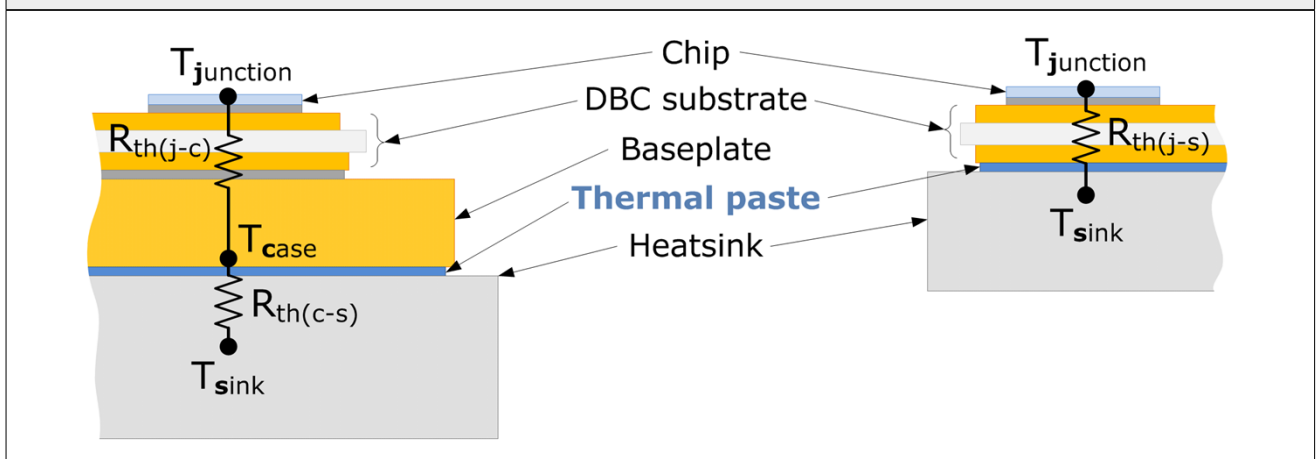 Tjunction
Chip
Tjunction
DBC substrate
Rth(j-c)
Baseplate
Rth(j-s)
Thermal paste
Tcase
Tsink
Heatsink
Rth(c-s)
Tsink